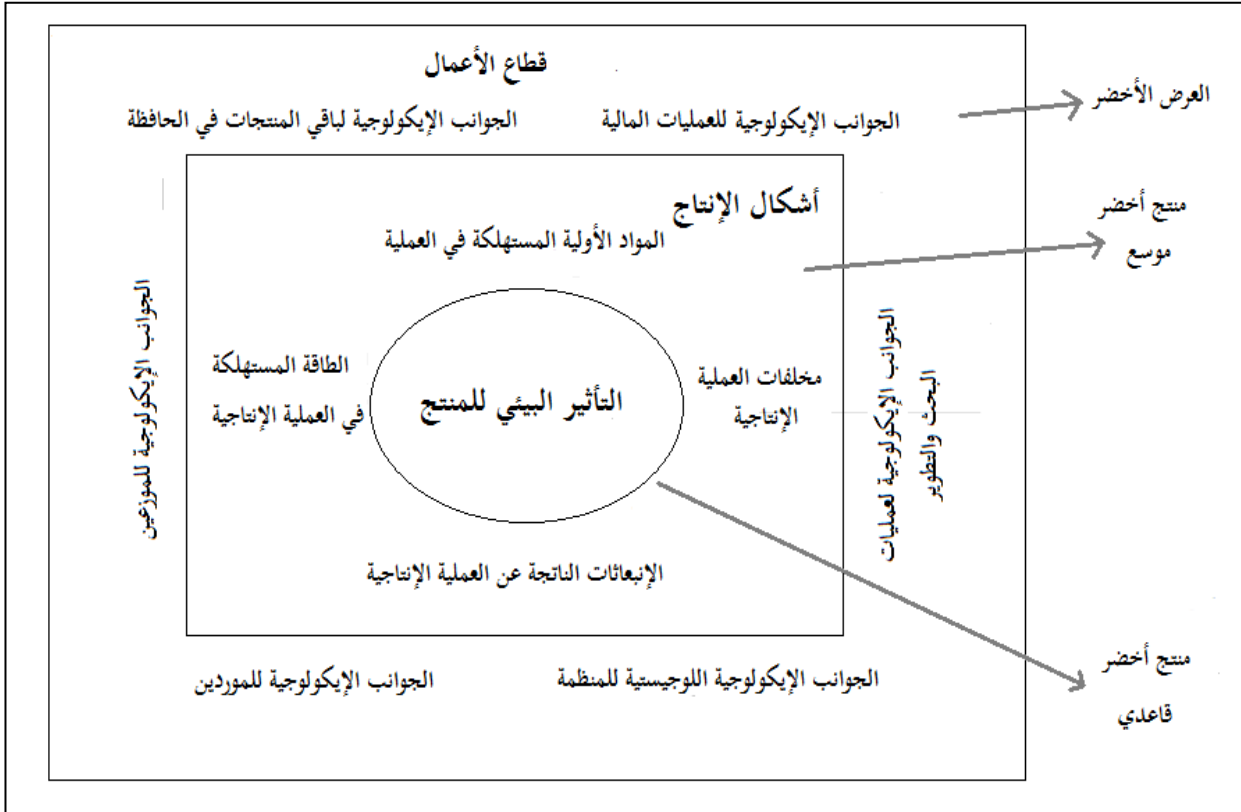 قطاع الأعمال
العرض الأخضر
الجوانب الإيكولوجية للعمليات المالية
الجوانب الإيكولوجية لباقي المنتجات في الحافظة
أشكال الإنتاج
منتج أخضر
موسع
المواد الأولية المستهلكة في العملية
الجوانب الإيكولوجية لعمليات
البحث والتطوير
مخلفات العملية
الإنتاجية
التأثير البيئي للمنتج
الطاقة المستهلكة
في العملية الإنتاجية
الجوانب الإيكولوجية للموزعين
الإنبعاثات الناتجة عن العملية الإنتاجية
الجوانب الإيكولوجية اللوجيستية للمنظمة
الجوانب الإيكولوجية للموردين
منتج أخضر
قاعدي